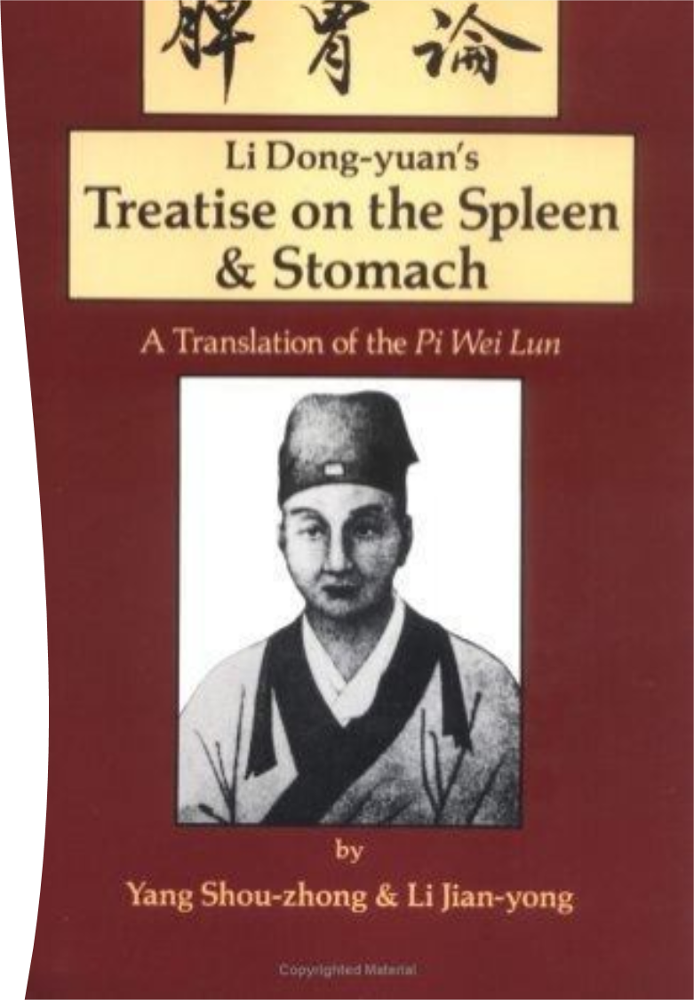 脾胃論
Li Dong-yuan's
Treatise on the Spleen
& Stomach
A Translation of the Pi Wei Lun
by
Yang Shou-zhong & Li Jian-yong
Copyrighted Material